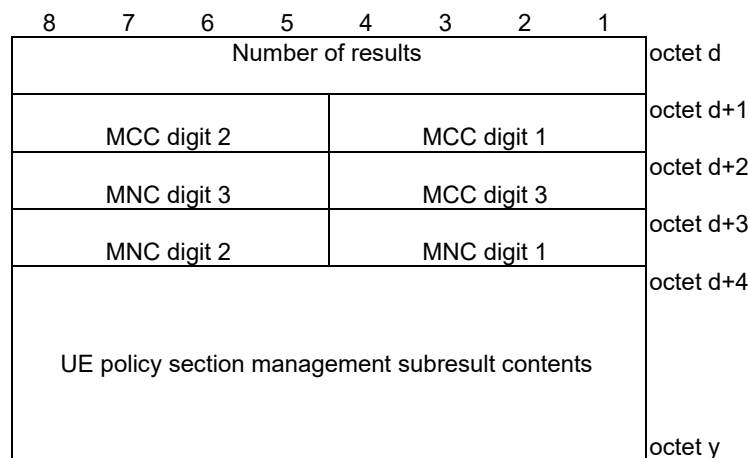 8 7 6 5 4 3 2 1
Number of results octet d
octet d+1
MCC digit 2 MCC digit 1
octet d+2
MNC digit 3 MCC digit 3
octet d+3
MNC digit 2 MNC digit 1
octet d+4
UE policy section management subresult contents
octet y